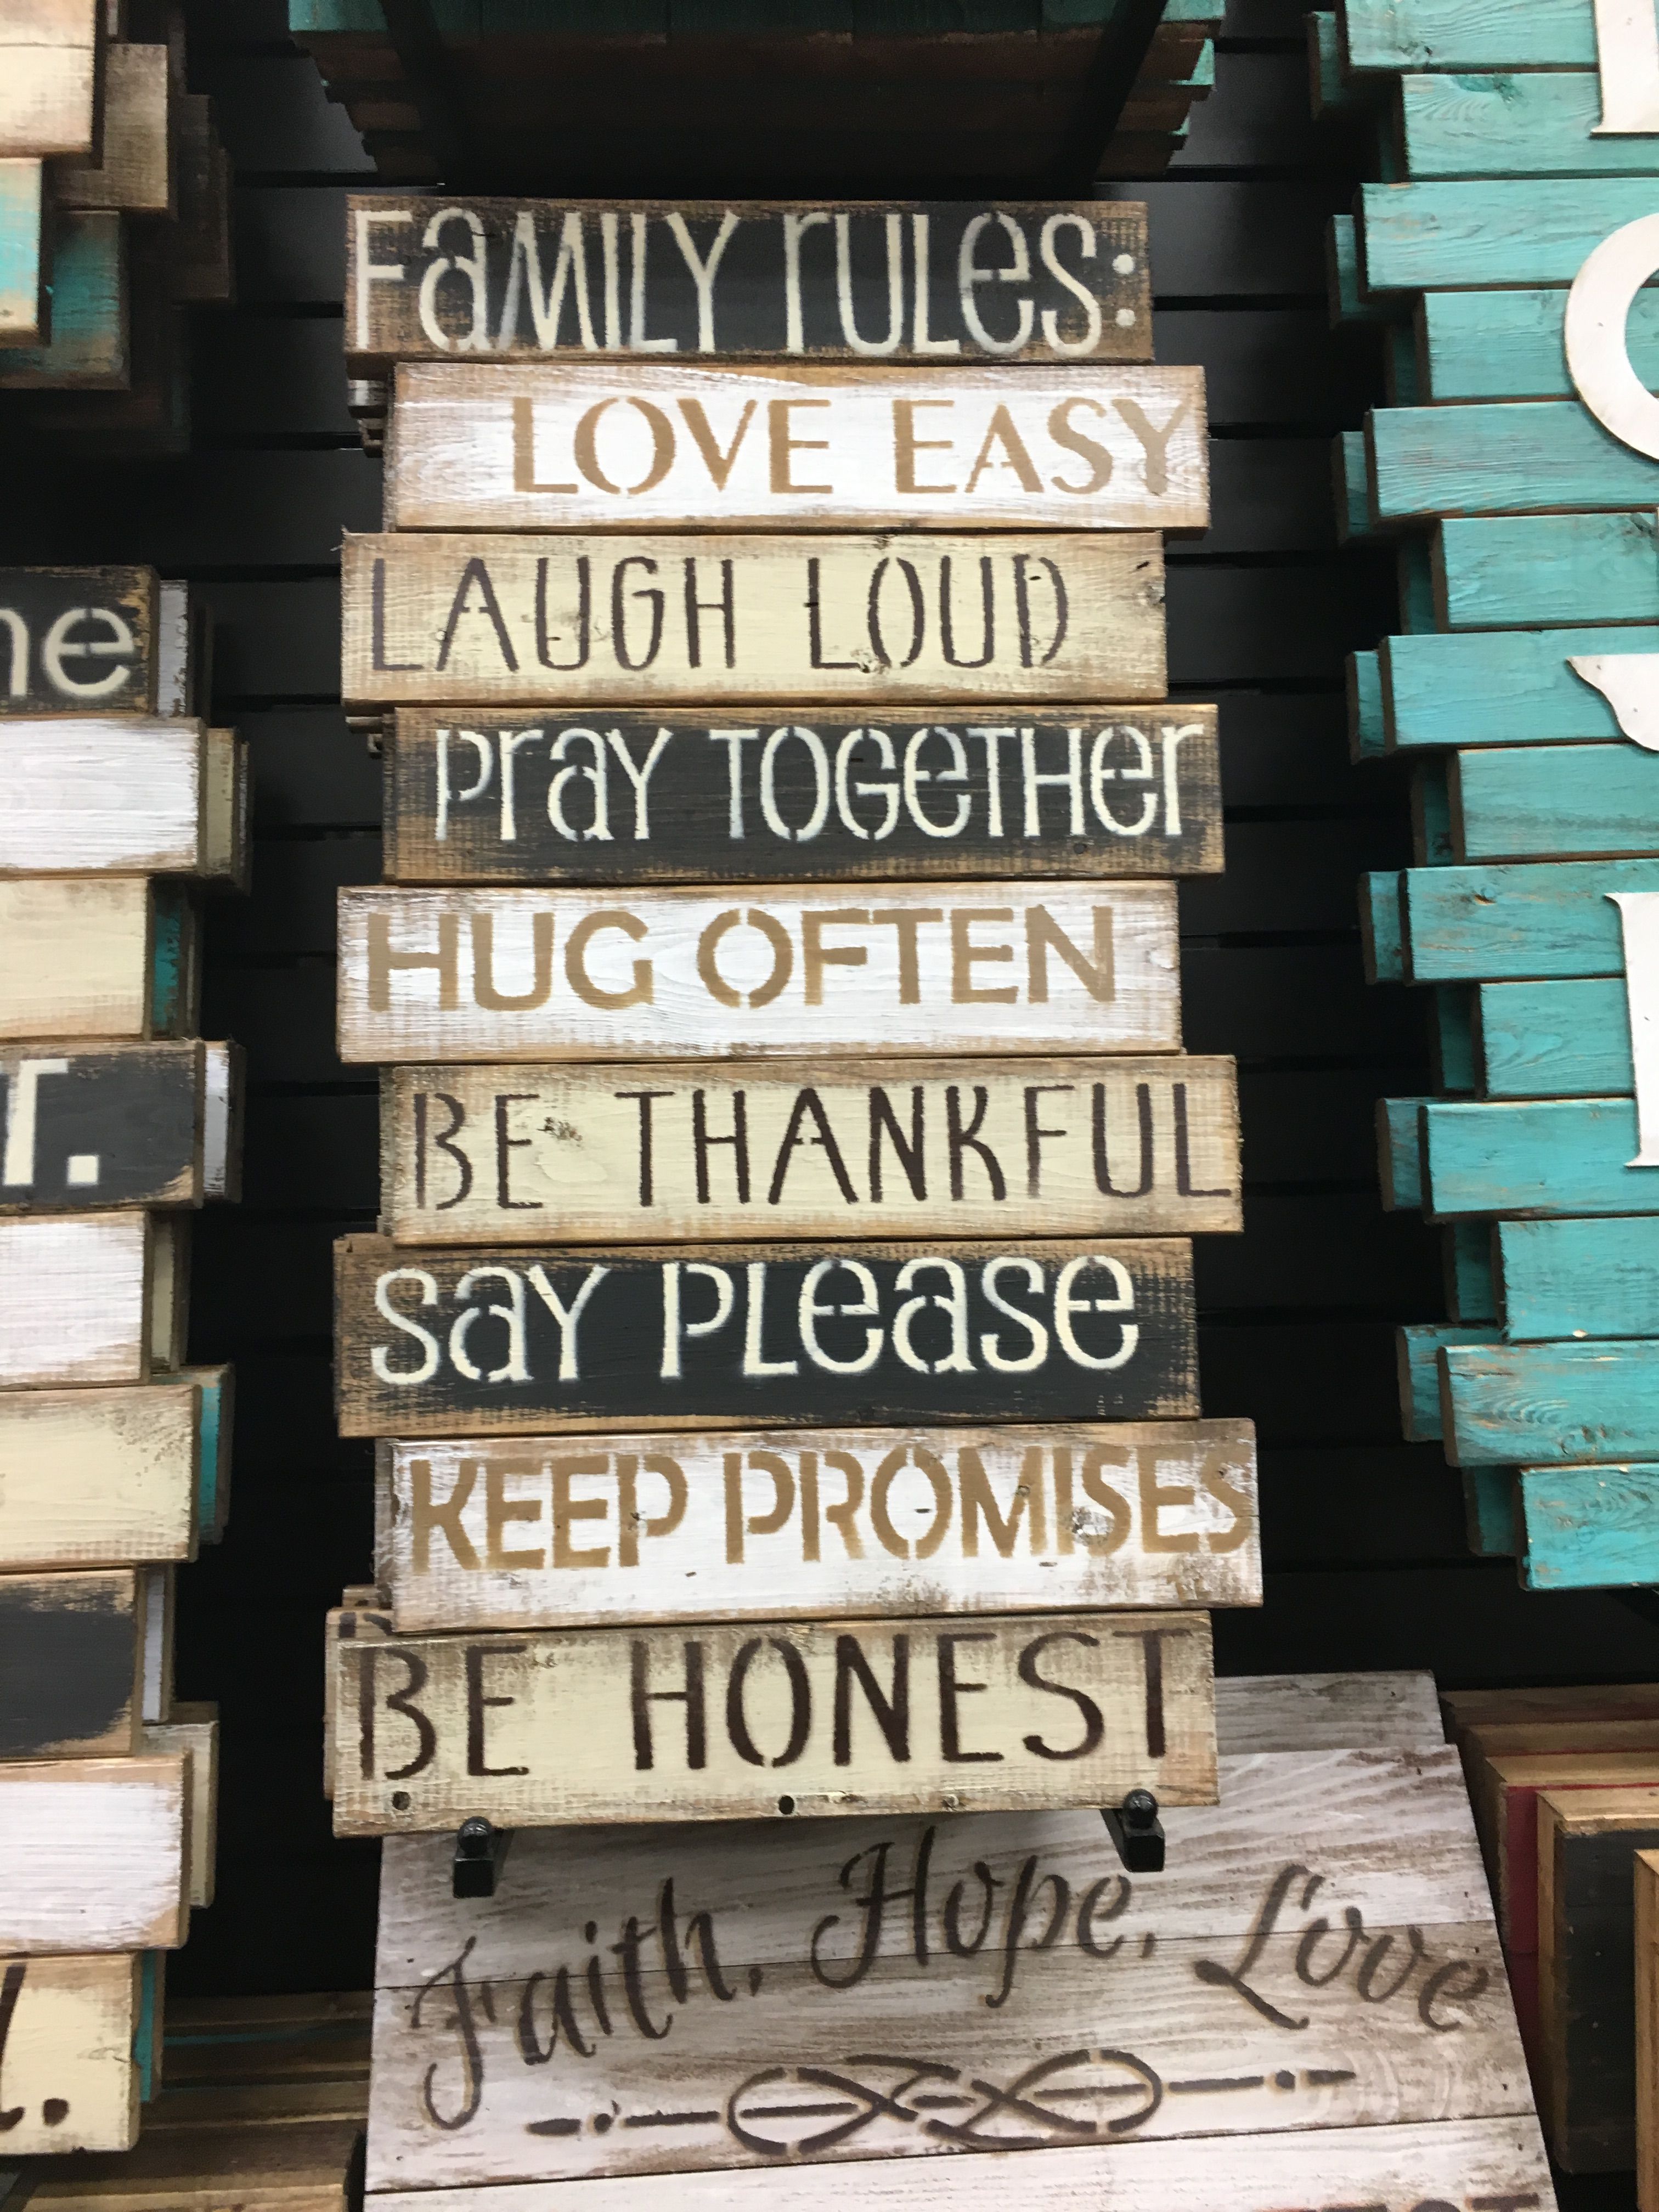 FaMILY rULes:
LOVE EASY
LAUGH LOUD
Pray TOGeTHer
HUG OFTEN
BE THANKFUL
Say PLease
KEEP PROMISES
BE HONEST
Faith, Hope, Love